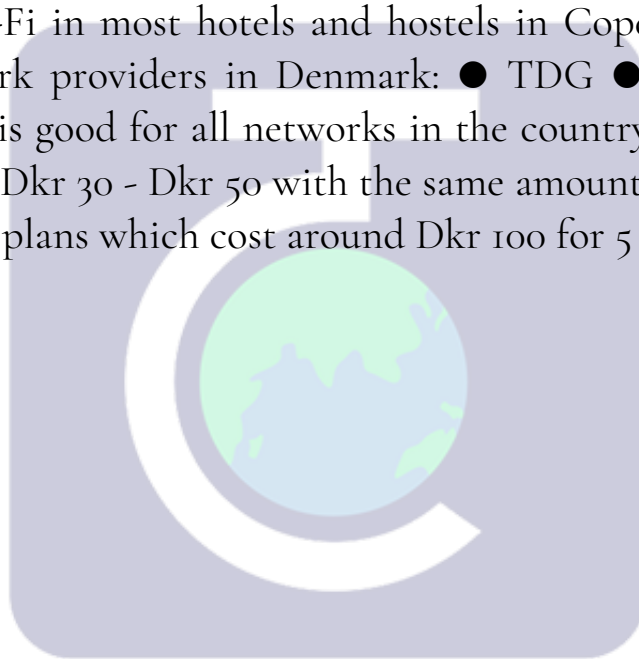 -Fi in most hotels and hostels in Cop
rk providers in Denmark: ● TDG ●
is good for all networks in the country
Dkr 30 - Dkr 50 with the same amount
plans which cost around Dkr 100 for 5